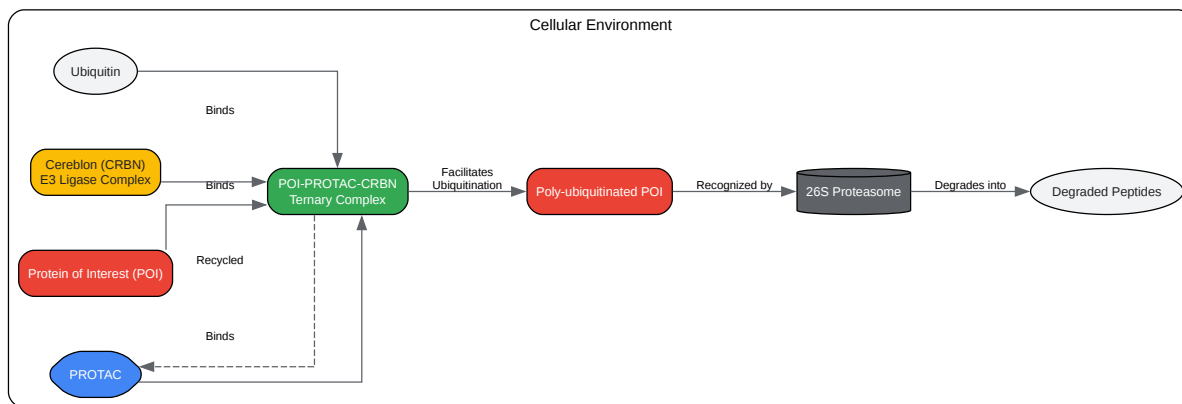 Cellular Environment
Ubiquitin
Binds
Cereblon (CRBN)
E3 Ligase Complex
Binds
POI-PROTAC-CRBN
Ternary Complex
Facilitates
Ubiquitination
Poly-ubiquitinated POI
Recognized by
26S Proteasome
Degrades into
Degraded Peptides
Protein of Interest (POI)
Recycled
Binds
PROTAC